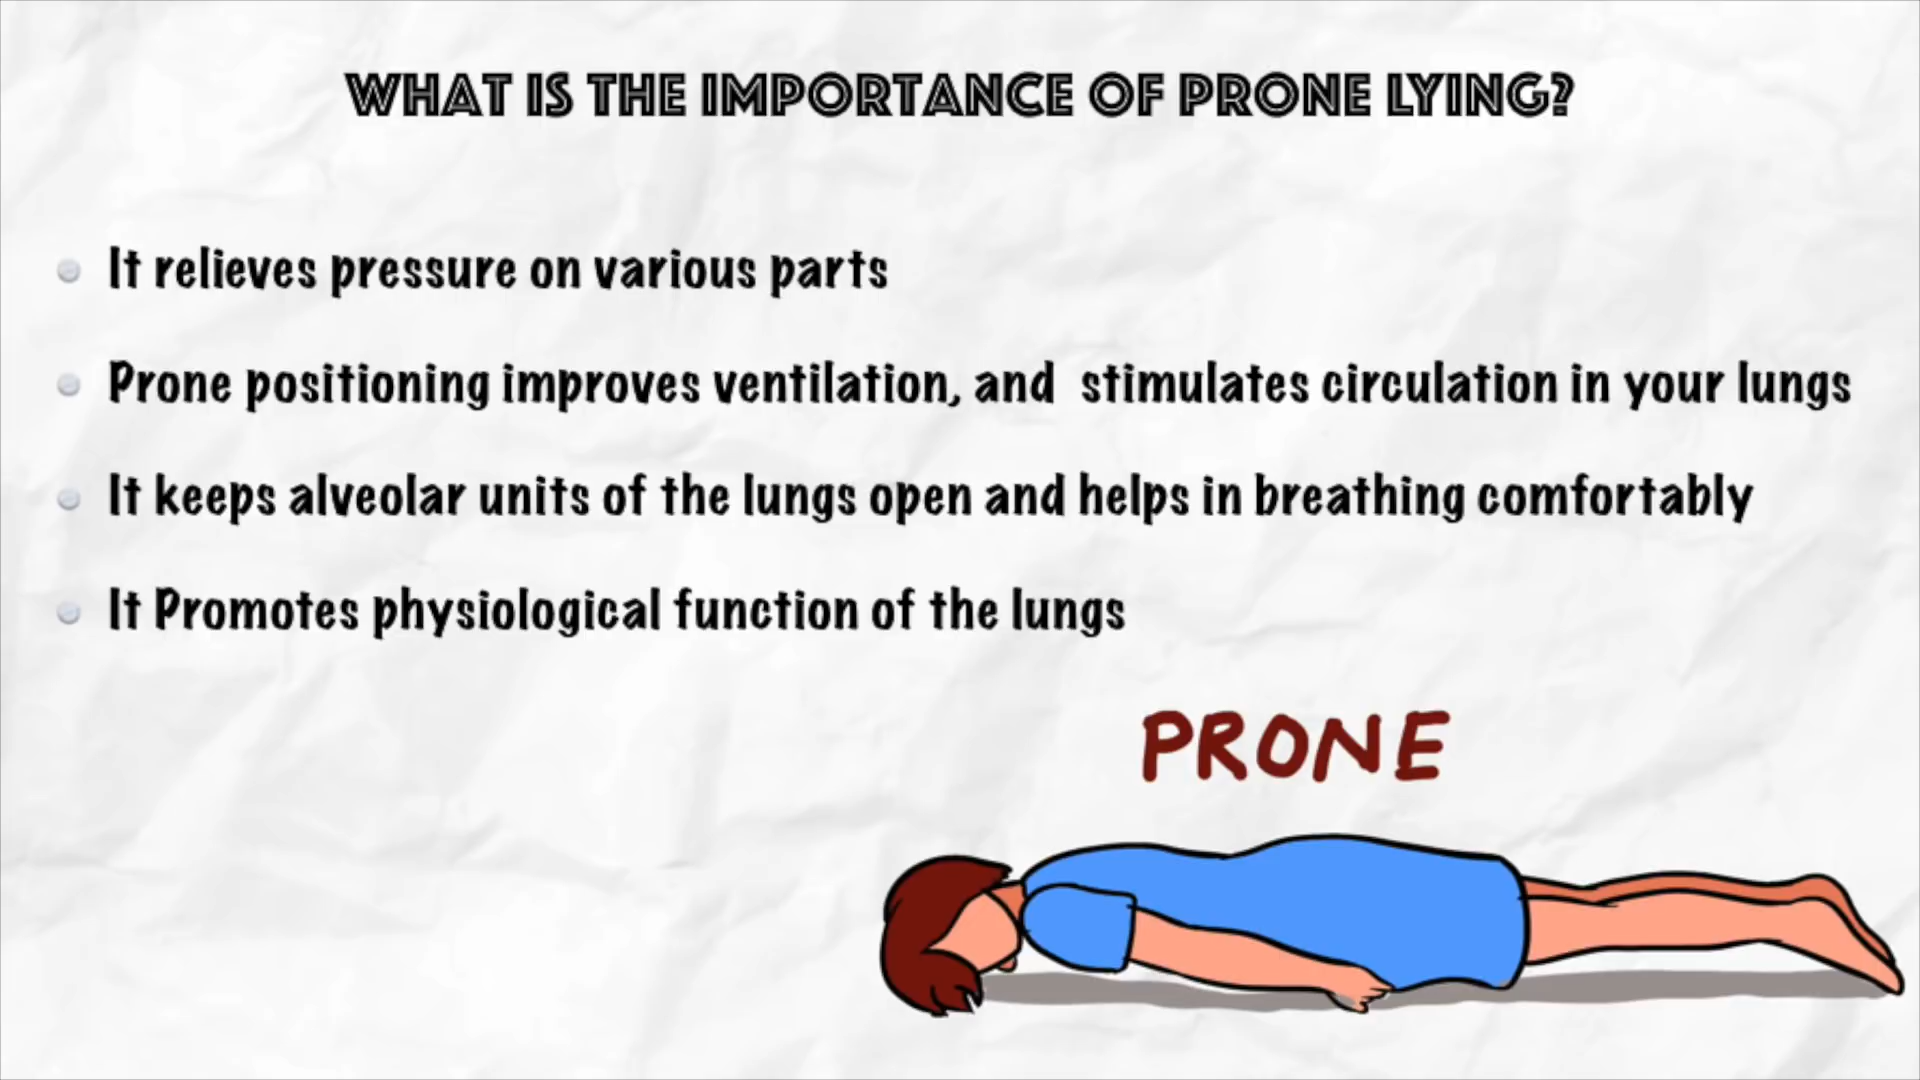 WHAT IS THE IMPORTANCE OF PRONE LYING?
It relieves pressure on various parts
Prone positioning improves ventilation, and stimulates circulation in your lungs
It keeps alveolar units of the lungs open and helps in breathing comfortably
It Promotes physiological function of the lungs
PRONE